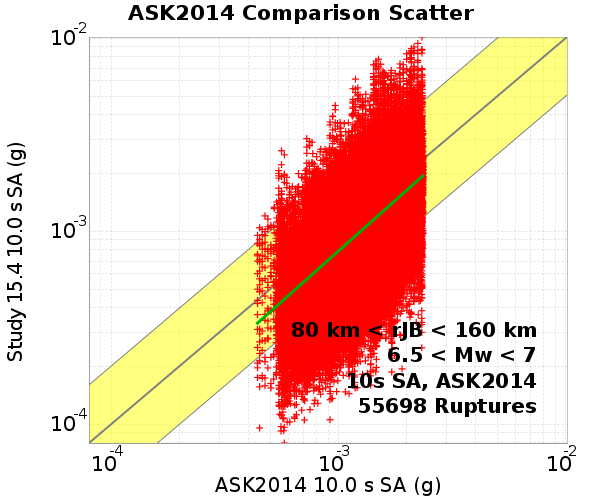 ASK2014 Comparison Scatter
10-2
10-3
10-4
Study 15.4 10.0 s SA (g)
80 km < rJB < 160 km
6.5 < Mw < 7
10s SA, ASK2014
55698 Ruptures
10-4 10-3 10-2
ASK2014 10.0 s SA (g)